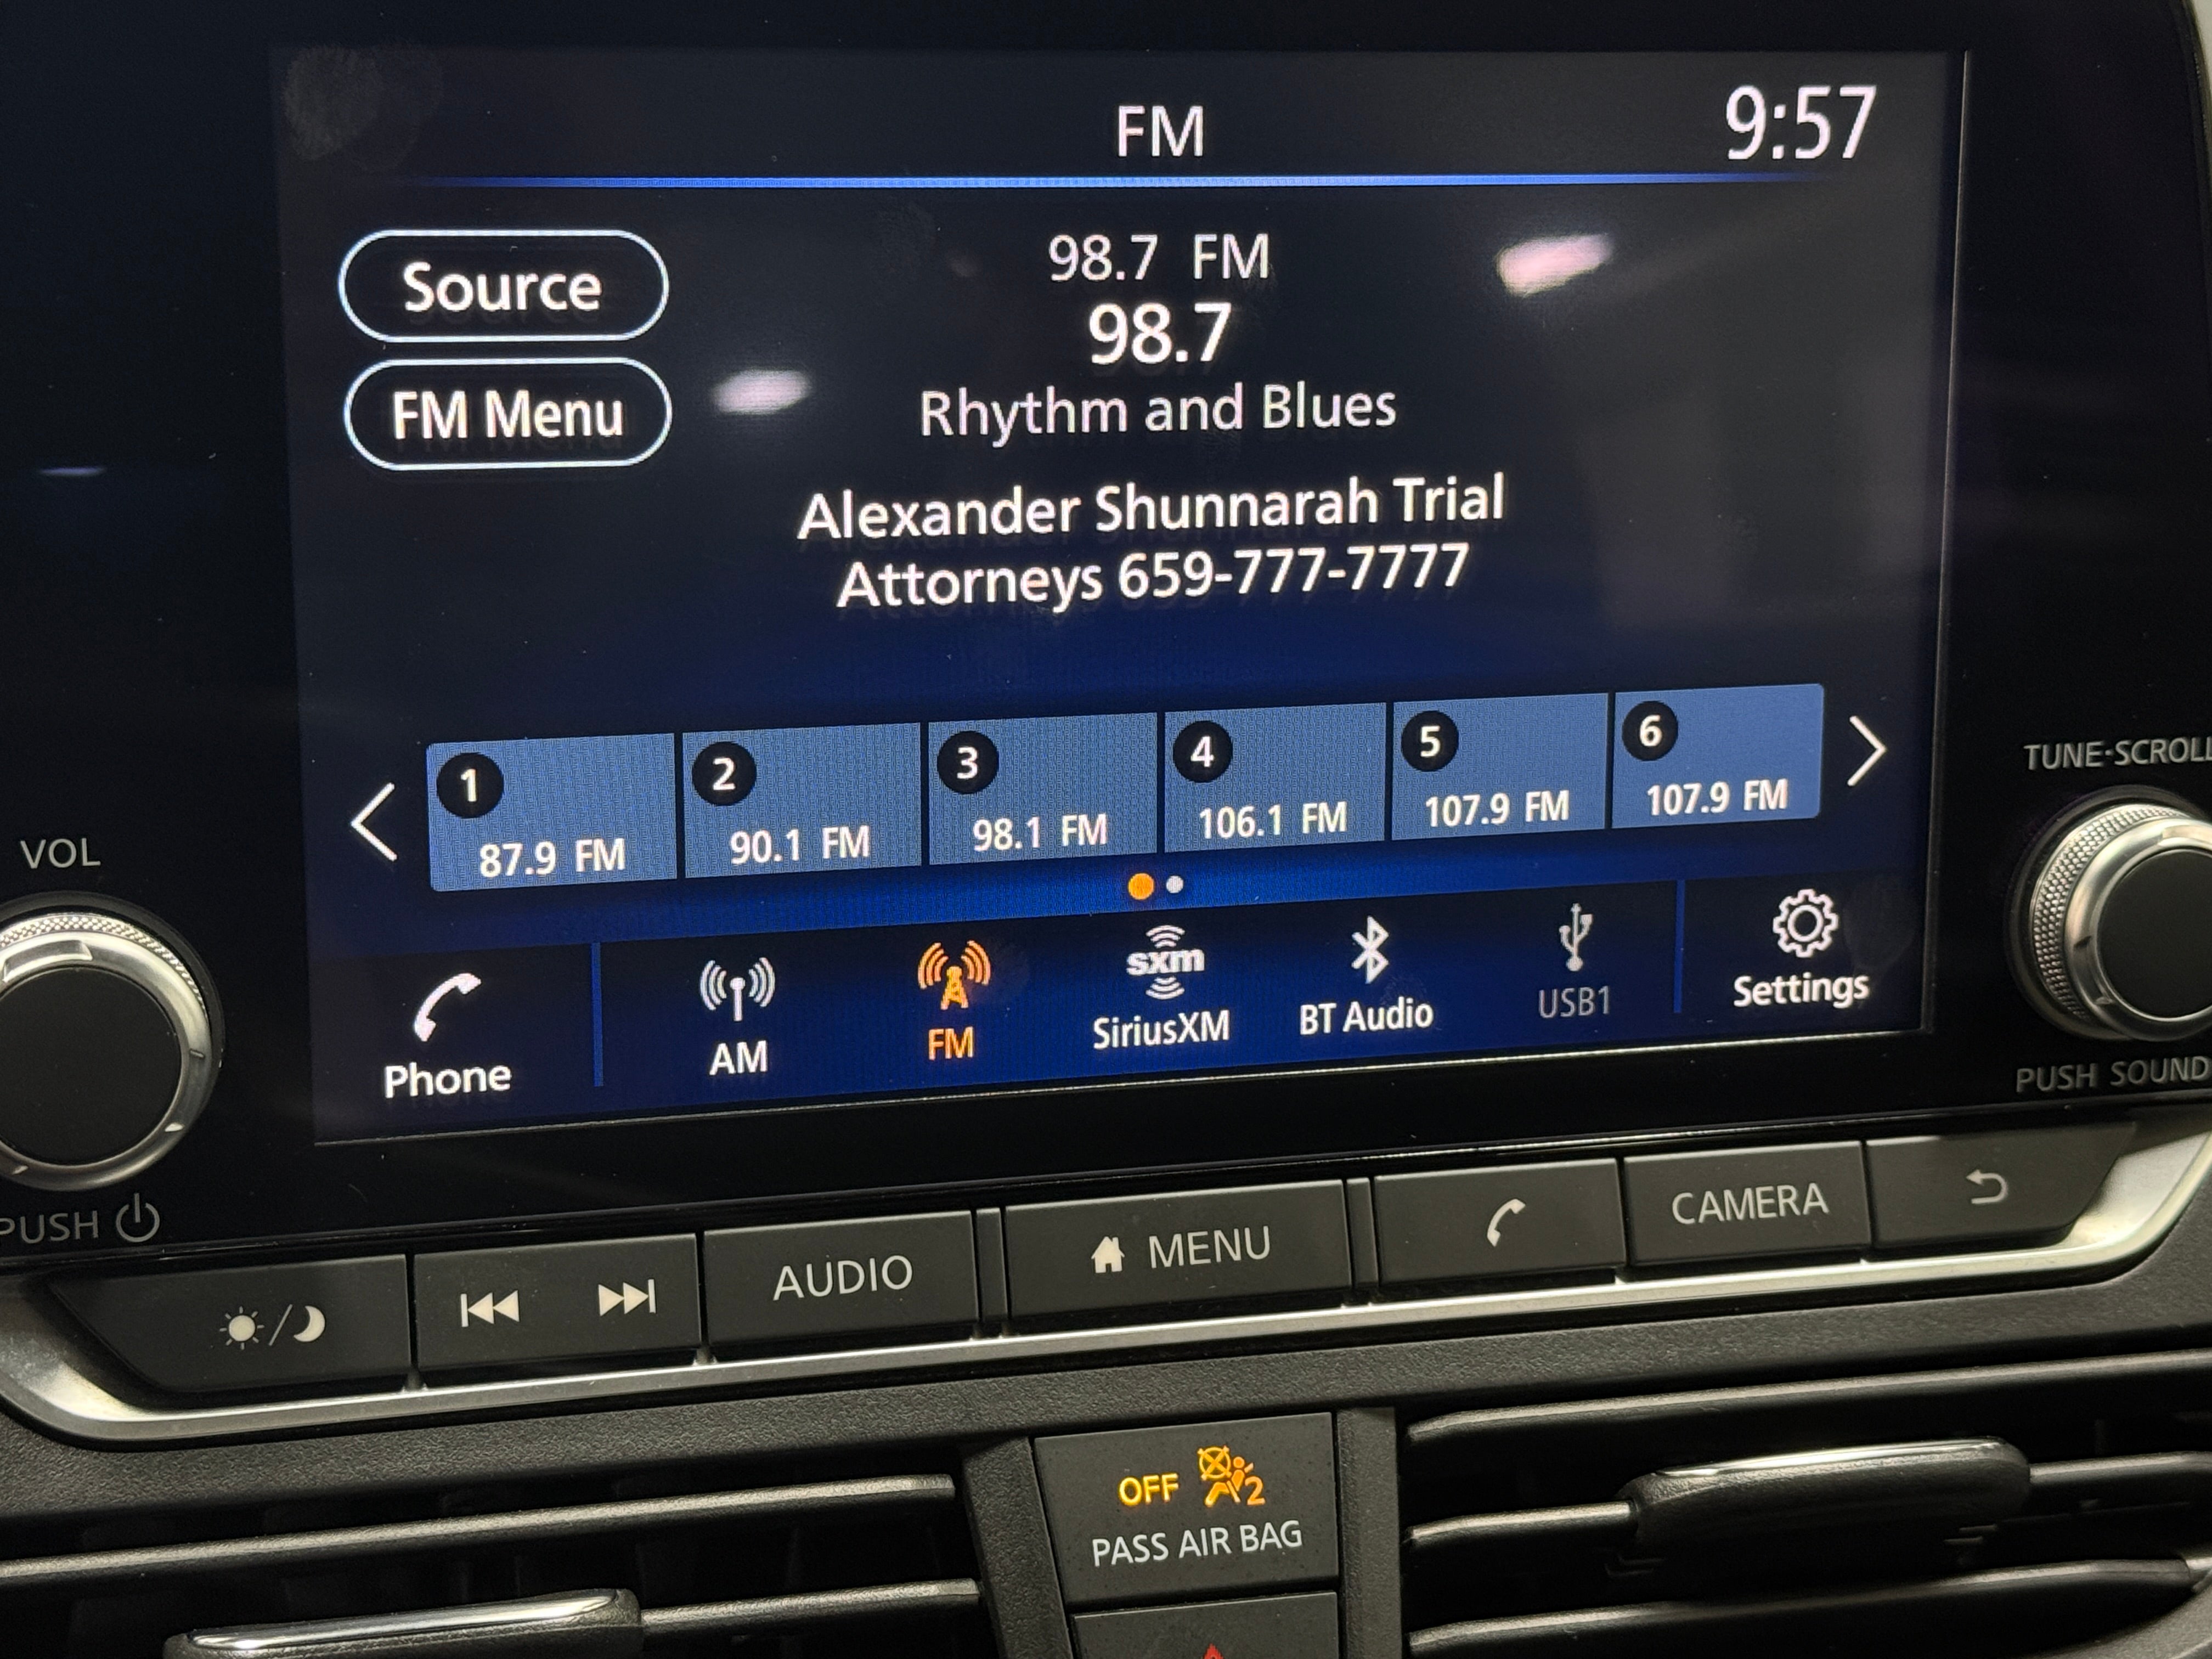 FM
9:57
Source
FM Menu
98.7 FM
98.7
Rhythm and Blues
Alexander Shunnarah Trial
Attorneys 659-777-7777
1
87.9 FM
2
90.1 FM
3
98.1 FM
4
106.1 FM
5
107.9 FM
6
107.9 FM
Phone
AM
FM
sxm
SiriusXM
BT Audio
USB1
Settings
VOL
PUSH
TUNE·SCROLL
PUSH SOUND
AUDIO
MENU
CAMERA
OFF
2
PASS AIR BAG